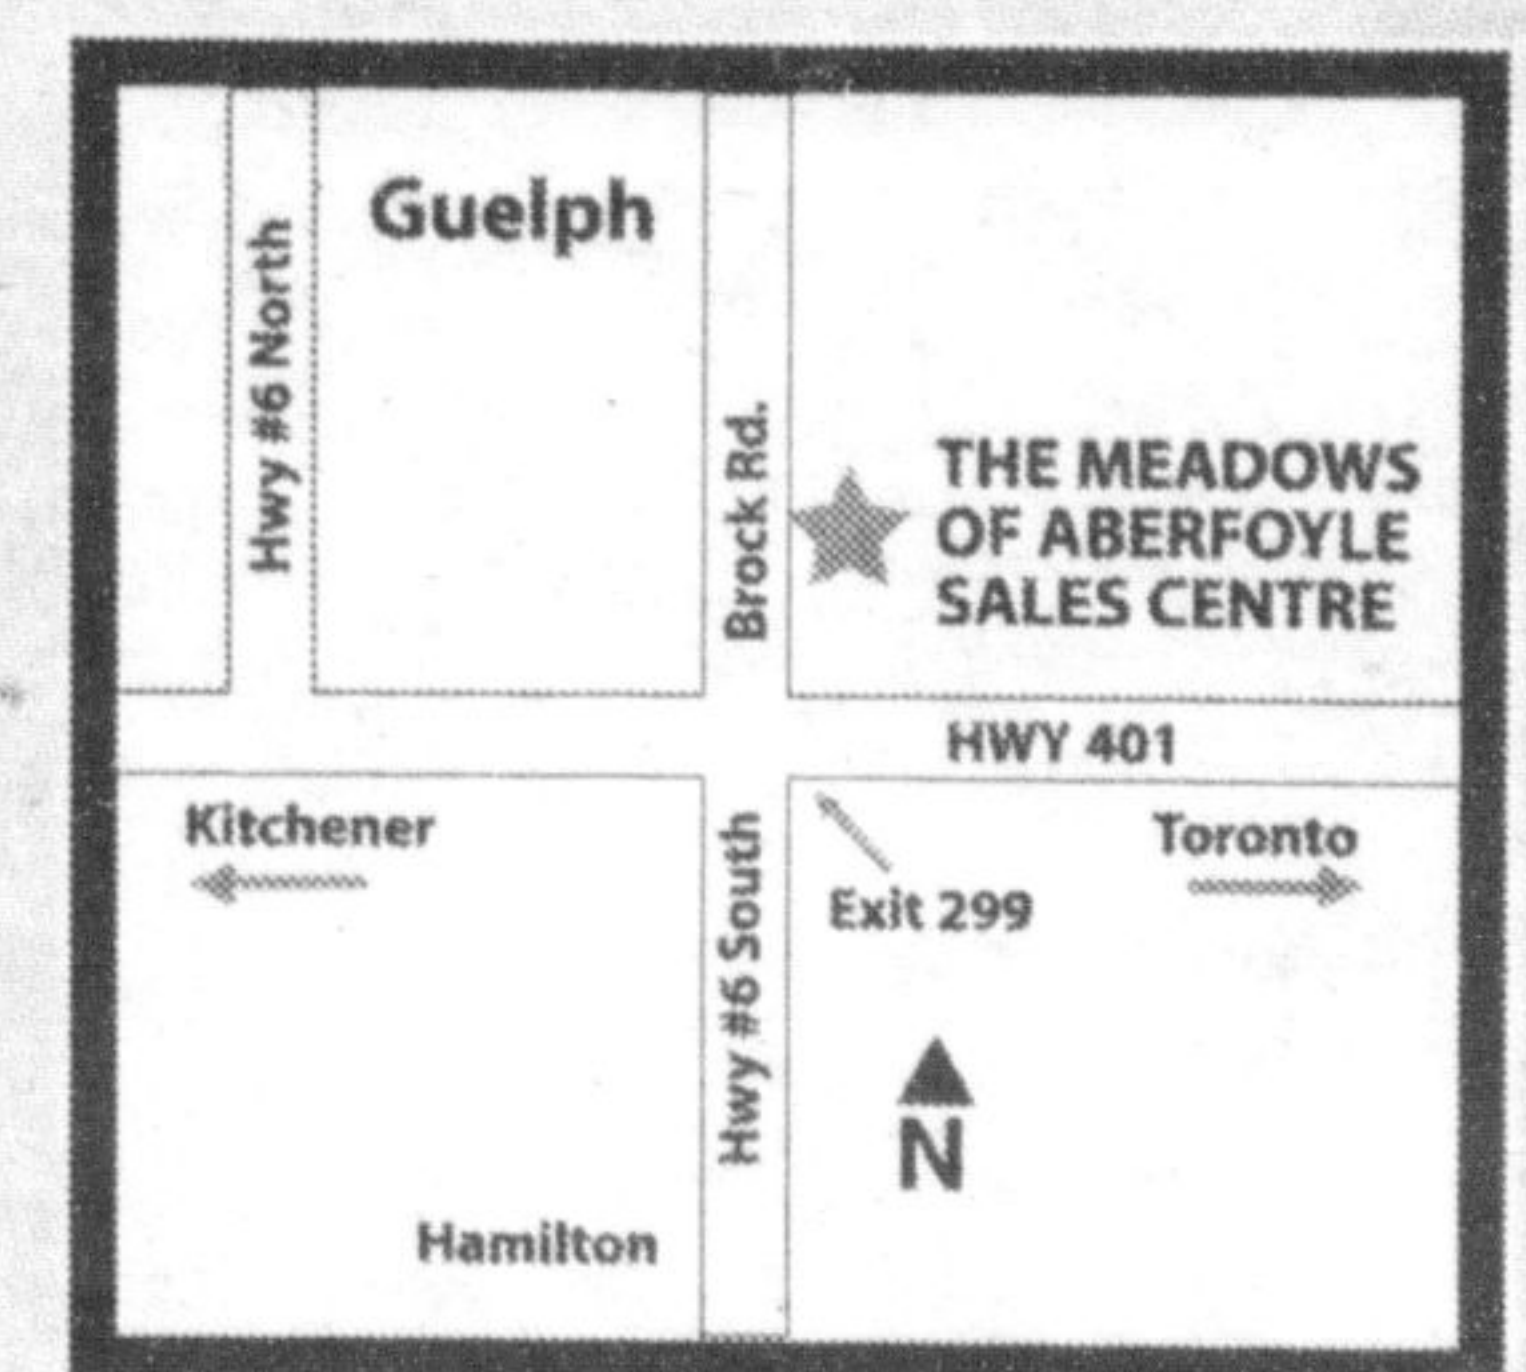 Guelph
Hwy #6 North
Brock Rd.
THE MEADOWS
OF ABERFOYLE
SALES CENTRE
HWY 401
Kitchener
Toronto
Exit 299
Hwy #6 South
N
Hamilton